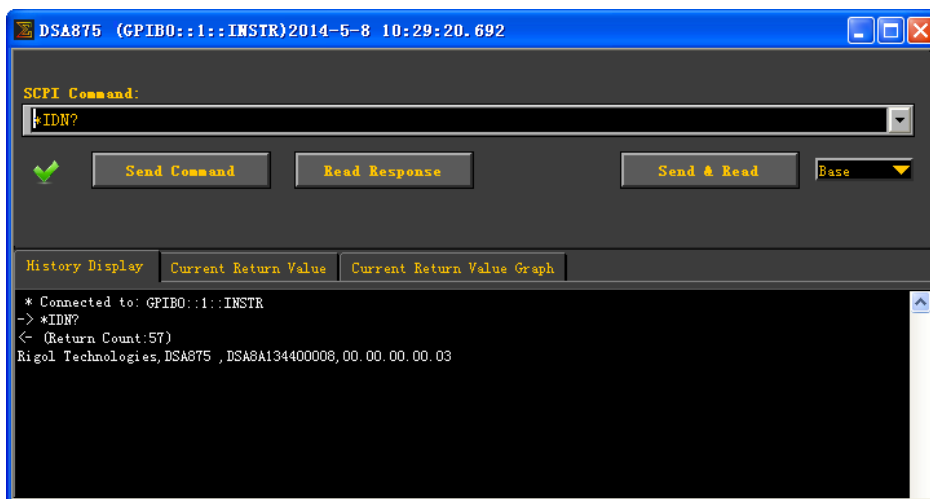 DSA875 (GPIB0::1::INSTR)2014-5-8 10:29:20.692
SCPI Command:
*IDN?
Send Command Read Response Send & Read Base
History Display Current Return Value Current Return Value Graph
* Connected to: GPIB0::1::INSTR
-> *IDN?
<- (Return Count:57)
Rigol Technologies,DSA875 ,DSA8A134400008,00.00.00.00.03